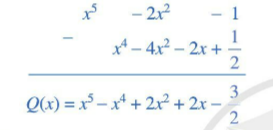 x⁵ − 2x² − 1
−
x⁴ − 4x² − 2x + 1/2
Q(x) = x⁵ − x⁴ + 2x² + 2x − 3/2